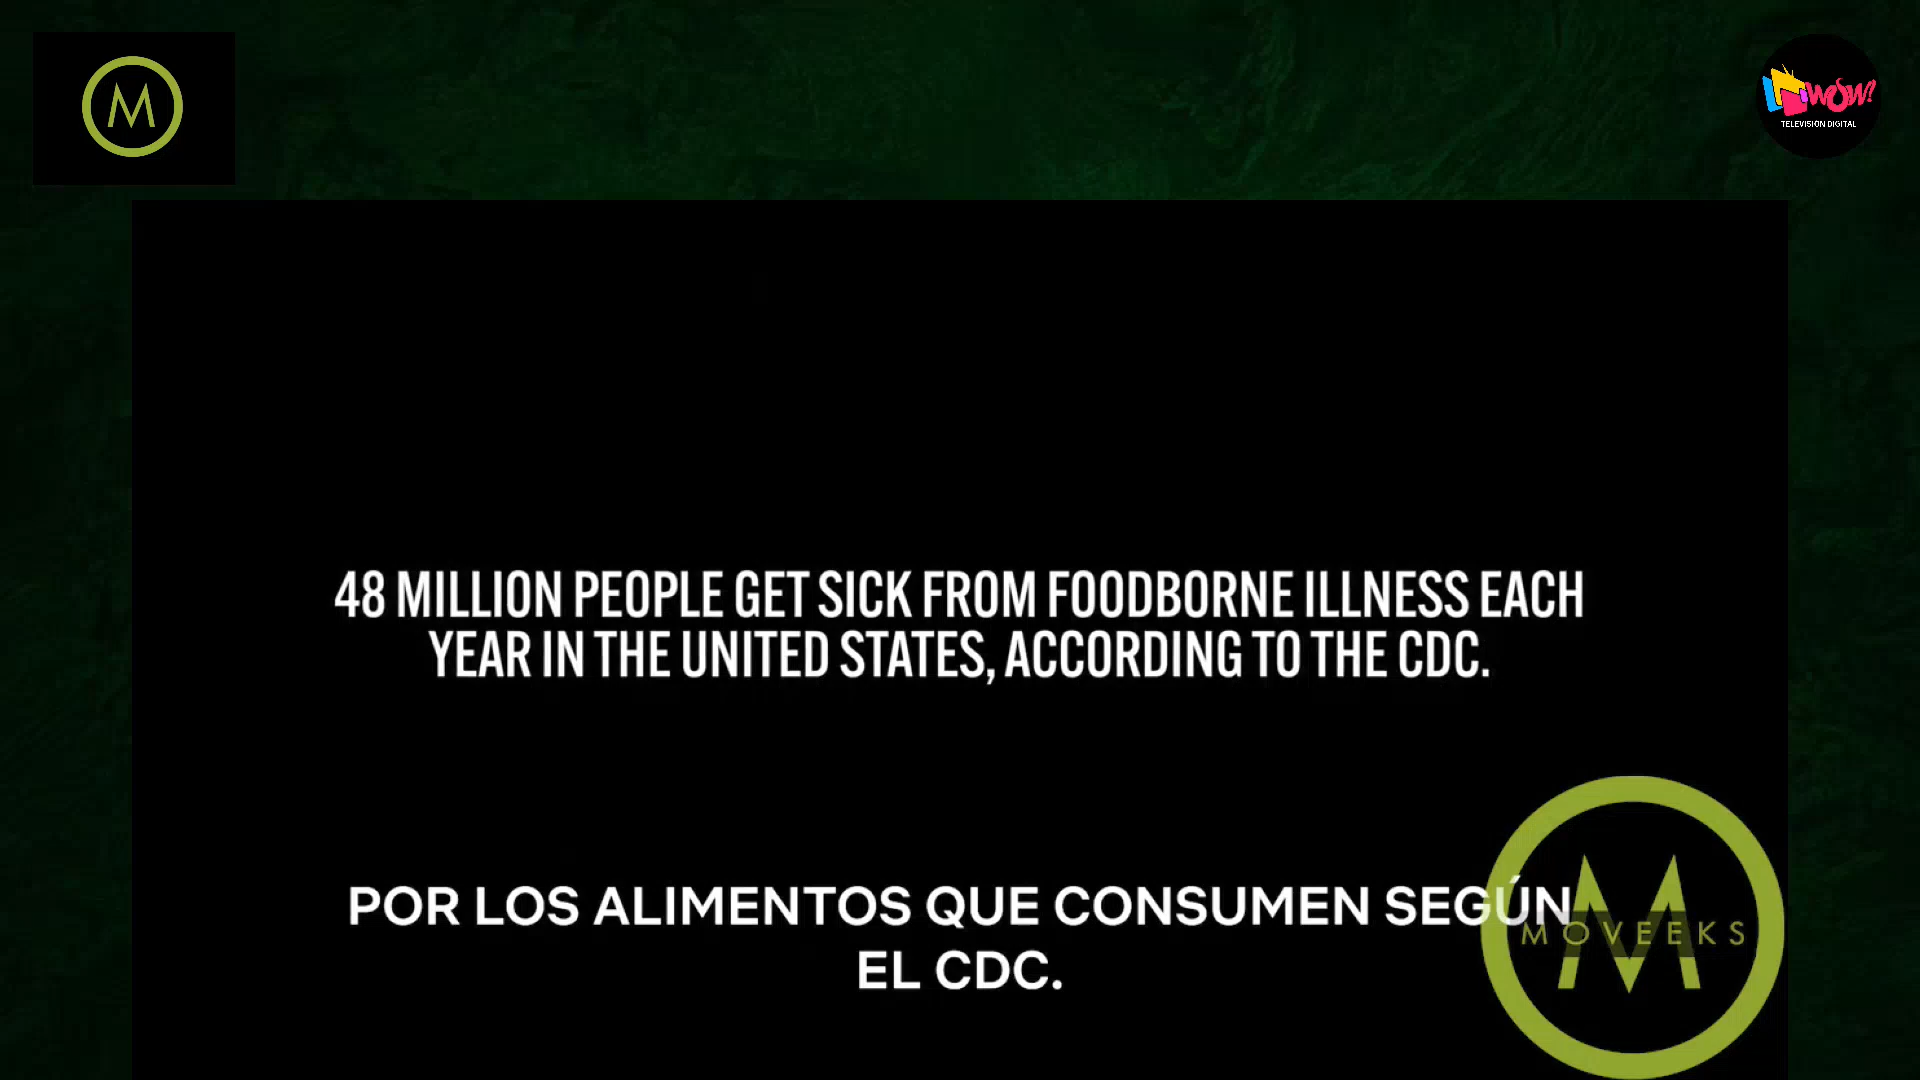 M
WOW!
TELEVISIÓN DIGITAL
48 MILLION PEOPLE GET SICK FROM FOODBORNE ILLNESS EACH
YEAR IN THE UNITED STATES, ACCORDING TO THE CDC.
POR LOS ALIMENTOS QUE CONSUMEN SEGÚN
EL CDC.
M
MOVEEKS